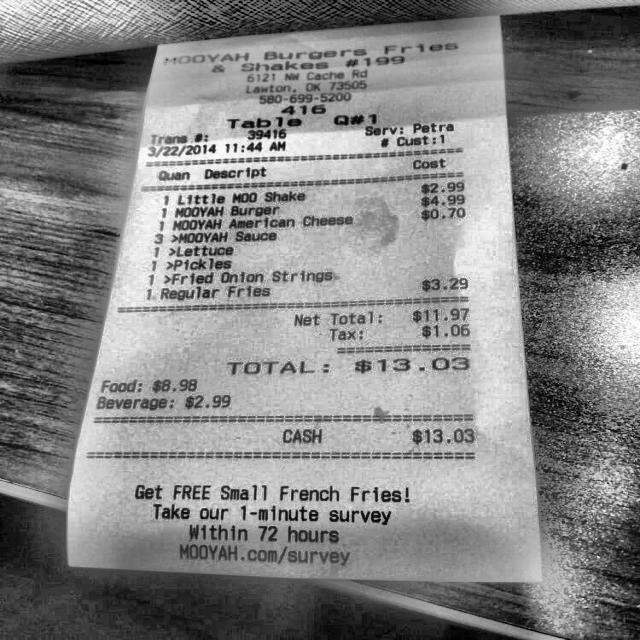 MOOYAH Burgers Fries
& Shakes #199
6121 NW Cache Rd
Lawton, OK 73505
580-699-5200
416
Table Q#1
Trans #: 39416 Serv: Petra
3/22/2014 11:44 AM # Cust:1
Quan Descript Cost
1 Little MOO Shake $2.99
1 MOOYAH Burger $4.99
1 MOOYAH American Cheese $0.70
3 >MOOYAH Sauce
1 >Lettuce
1 >Pickles
1 >Fried Onion Strings
1 Regular Fries $3.29
Net Total: $11.97
Tax: $1.06
TOTAL: $13.03
Food: $8.98
Beverage: $2.99
CASH $13.03
Get FREE Small French Fries!
Take our 1-minute survey
Within 72 hours
MOOYAH.com/survey